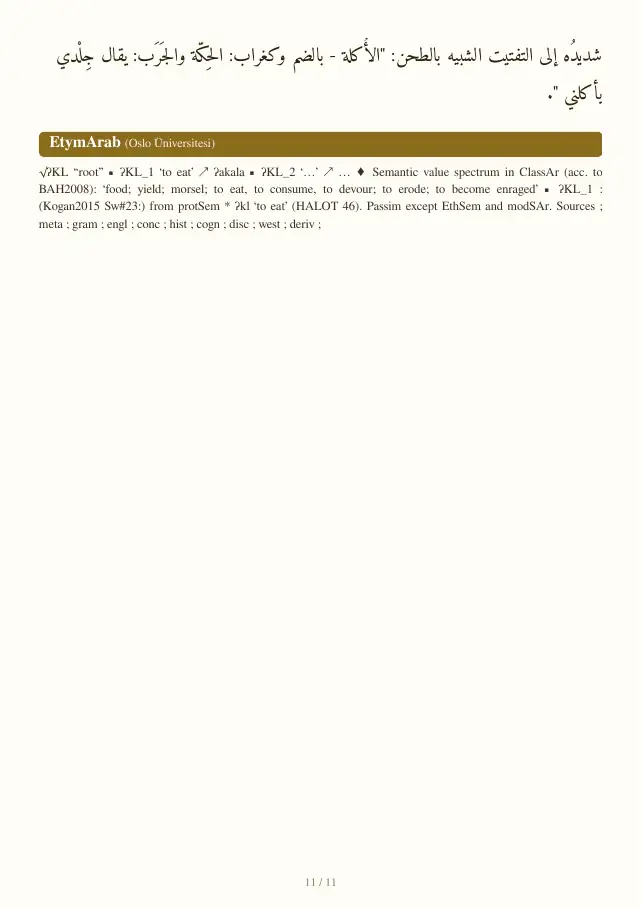 شديدُه إلى التفتيت الشبيه بالطحن: "الأُكلة - بالضم وكغراب: الحِكّة والجَرَب: يقال جِلْدي
يأكلني ".
EtymArab (Oslo Üniversitesi)
√ʔKL “root” ▪ ʔKL_1 ‘to eat’ ↗ ʔakala ▪ ʔKL_2 ‘…’ ↗ … ♦ Semantic value spectrum in ClassAr (acc. to
BAH2008): ‘food; yield; morsel; to eat, to consume, to devour; to erode; to become enraged’ ▪ ʔKL_1 :
(Kogan2015 Sw#23:) from protSem * ʔkl ‘to eat’ (HALOT 46). Passim except EthSem and modSAr. Sources ;
meta ; gram ; engl ; conc ; hist ; cogn ; disc ; west ; deriv ;
11 / 11